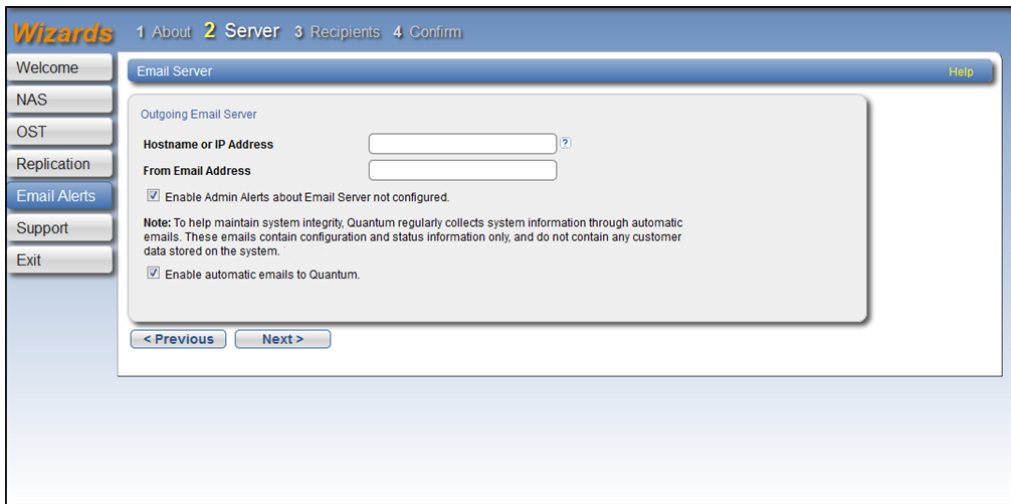 Wizards
1 About 2 Server 3 Recipients 4 Confirm
Welcome
NAS
OST
Replication
Email Alerts
Support
Exit
Email Server
Help
Outgoing Email Server
Hostname or IP Address
?
From Email Address
Enable Admin Alerts about Email Server not configured.
Note: To help maintain system integrity, Quantum regularly collects system information through automatic
emails. These emails contain configuration and status information only, and do not contain any customer
data stored on the system.
Enable automatic emails to Quantum.
< Previous
Next >